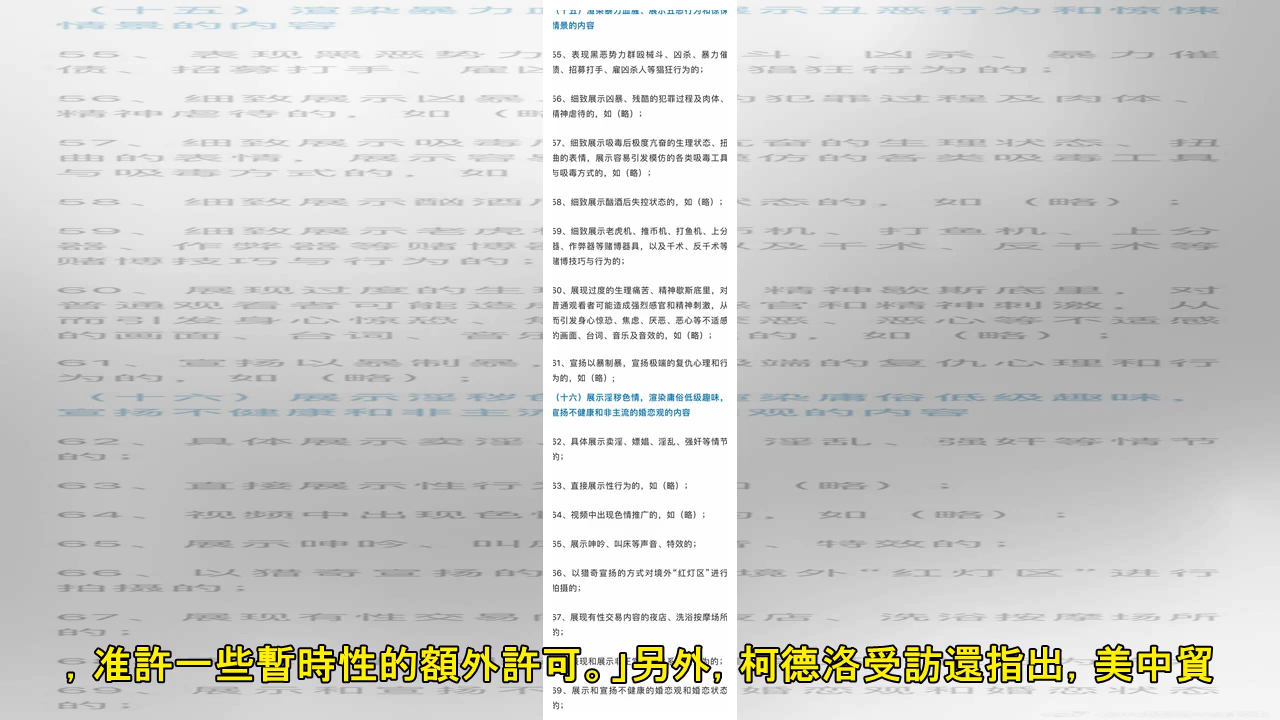 （十五）渲染暴力血腥、展示丑恶行为和惊悚
情景的内容
55、表现黑恶势力群殴械斗、凶杀、暴力催
债、招募打手、雇凶杀人等猖狂行为的；
56、细致展示凶暴、残酷的犯罪过程及肉体、
精神虐待的，如（略）；
57、细致展示吸毒后极度亢奋的生理状态、扭
曲的表情，展示容易引发模仿的各类吸毒工具
与吸毒方式的，如（略）；
58、细致展示酗酒后失控状态的，如（略）；
59、细致展示老虎机、推币机、打鱼机、上分
器、作弊器等赌博器具，以及千术、反千术等
赌博技巧与行为的；
60、展现过度的生理痛苦、精神歇斯底里，对
普通观看者可能造成强烈感官和精神刺激，从
而引发身心惊恐、焦虑、厌恶、恶心等不适感
的画面、台词、音乐及音效的，如（略）；
61、宣扬以暴制暴，宣扬极端的复仇心理和行
为的，如（略）；
（十六）展示淫秽色情，渲染庸俗低级趣味，
宣扬不健康和非主流的婚恋观的内容
62、具体展示卖淫、嫖娼、淫乱、强奸等情节
的；
63、直接展示性行为的，如（略）；
64、视频中出现色情推广的，如（略）；
65、展示呻吟、叫床等声音、特效的；
66、以猎奇宣扬的方式对境外“红灯区”进行
拍摄的；
67、展现有性交易内容的夜店、洗浴按摩场所
的；
69、展示和宣扬不健康的婚恋观和婚恋状态
的；
，准許一些暫時性的額外許可。」另外，柯德洛受訪還指出，美中貿